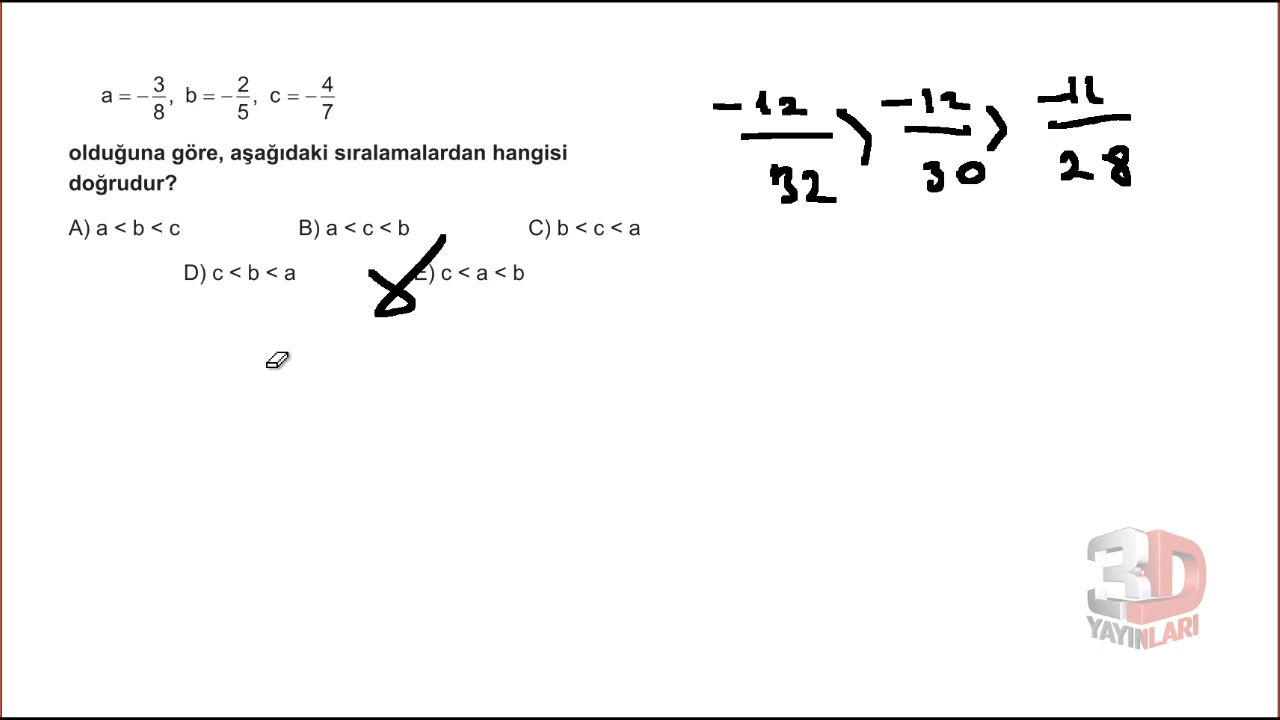 a = -3/8, b = -2/5, c = -4/7
olduğuna göre, aşağıdaki sıralamalardan hangisi
doğrudur?
A) a < b < c B) a < c < b C) b < c < a
D) c < b < a E) c < a < b
-12/32 > -12/30 > -11/28
3D
YAYINLARI